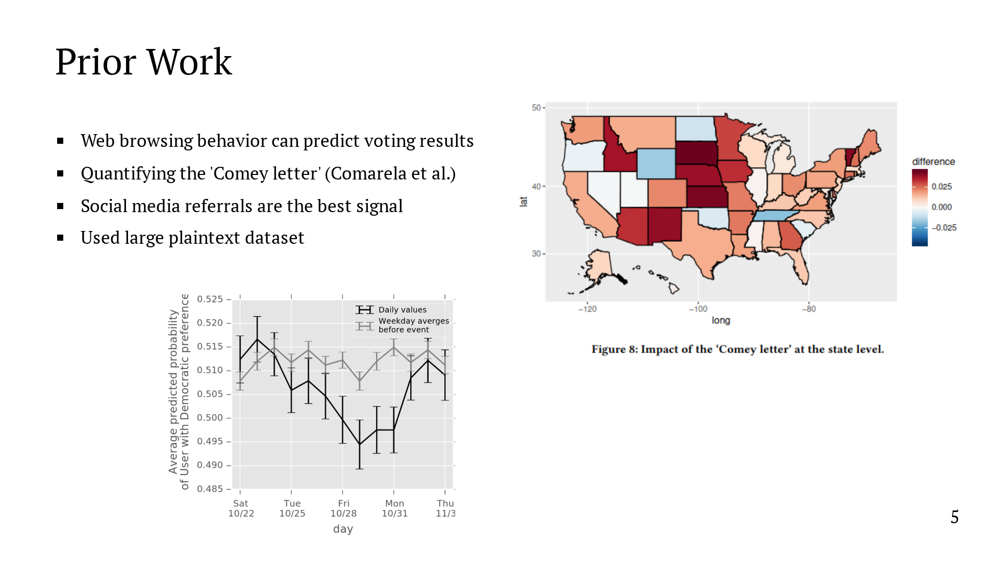 Prior Work
▪ Web browsing behavior can predict voting results
▪ Quantifying the 'Comey letter' (Comarela et al.)
▪ Social media referrals are the best signal
▪ Used large plaintext dataset
50
40
30
lat
−120
−100
−80
long
difference
0.025
0.000
−0.025
Figure 8: Impact of the ‘Comey letter’ at the state level.
Average predicted probability
of User with Democratic preference
0.525
0.520
0.515
0.510
0.505
0.500
0.495
0.490
0.485
Daily values
Weekday averges
before event
Sat
10/22
Tue
10/25
Fri
10/28
Mon
10/31
Thu
11/3
day
5